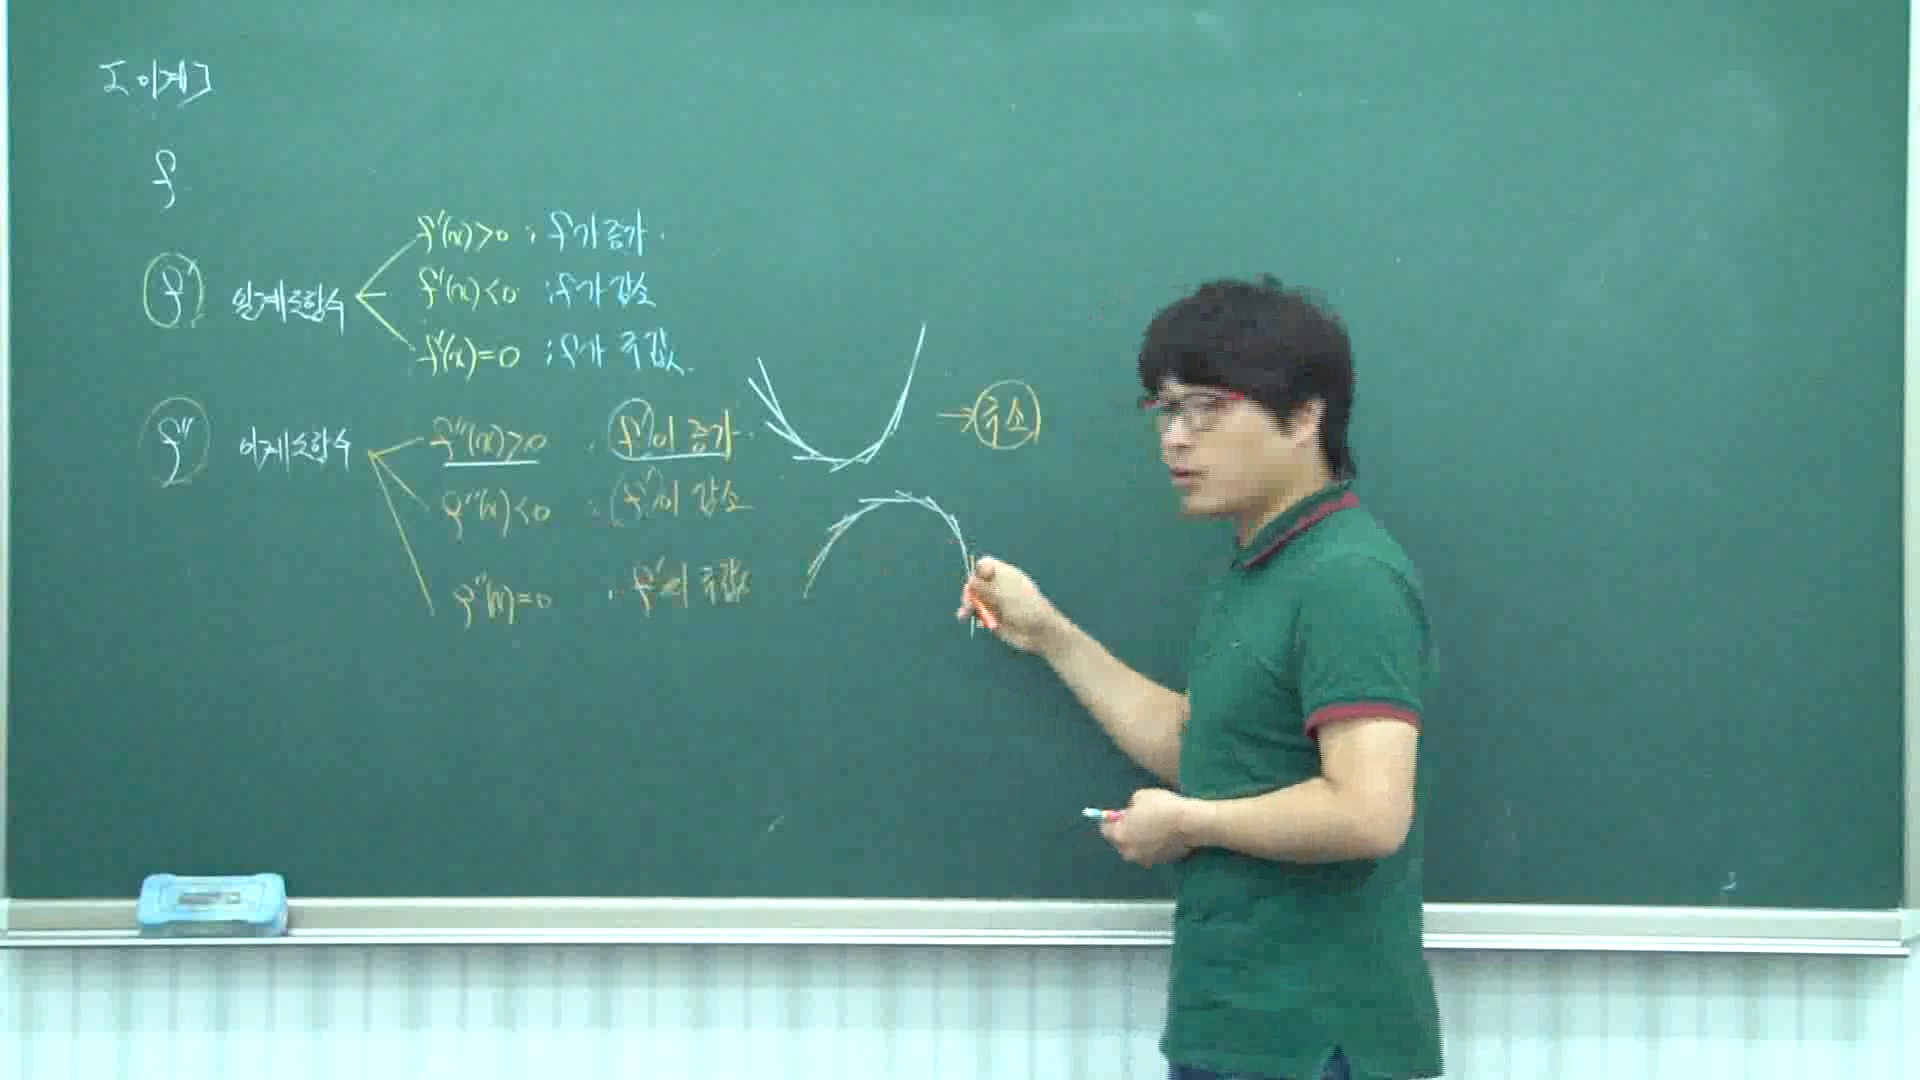 I 이계]
f
f' 일계도함수
f'(x)>0 ; f가 증가.
f'(x)<0 ; f가 감소
f'(x)=0 ; f가 극값.
f'' 이계도함수
f''(x)>0 . f'이 증가.
f''(x)<0 : f'이 감소
f''(x)=0 . f'의 극값
→ 극소